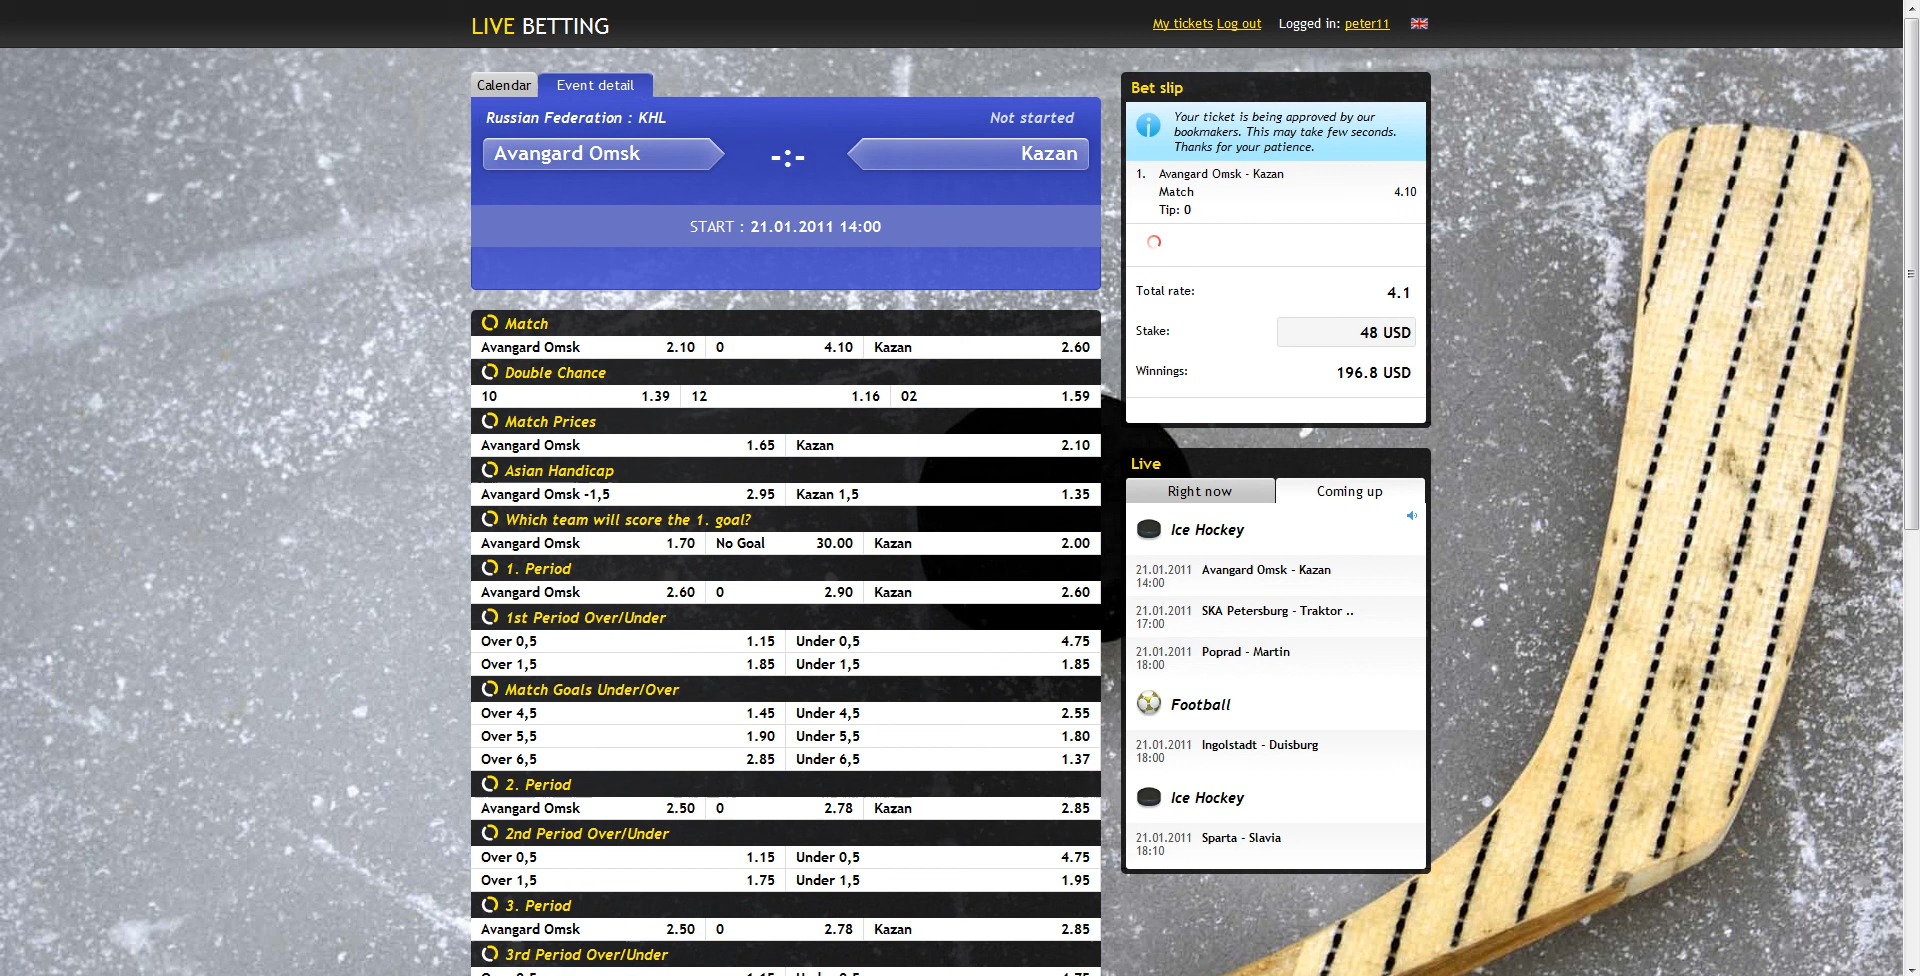 LIVE BETTING
My tickets Log out Logged in: peter11
Calendar Event detail
Russian Federation : KHL Not started
Avangard Omsk -:- Kazan
START : 21.01.2011 14:00
Match
Avangard Omsk 2.10 0 4.10 Kazan 2.60
Double Chance
10 1.39 12 1.16 02 1.59
Match Prices
Avangard Omsk 1.65 Kazan 2.10
Asian Handicap
Avangard Omsk -1,5 2.95 Kazan 1,5 1.35
Which team will score the 1. goal?
Avangard Omsk 1.70 No Goal 30.00 Kazan 2.00
1. Period
Avangard Omsk 2.60 0 2.90 Kazan 2.60
1st Period Over/Under
Over 0,5 1.15 Under 0,5 4.75
Over 1,5 1.85 Under 1,5 1.85
Match Goals Under/Over
Over 4,5 1.45 Under 4,5 2.55
Over 5,5 1.90 Under 5,5 1.80
Over 6,5 2.85 Under 6,5 1.37
2. Period
Avangard Omsk 2.50 0 2.78 Kazan 2.85
2nd Period Over/Under
Over 0,5 1.15 Under 0,5 4.75
Over 1,5 1.75 Under 1,5 1.95
3. Period
Avangard Omsk 2.50 0 2.78 Kazan 2.85
3rd Period Over/Under
Bet slip
Your ticket is being approved by our
bookmakers. This may take few seconds.
Thanks for your patience.
1. Avangard Omsk - Kazan
Match 4.10
Tip: 0
Total rate: 4.1
Stake: 48 USD
Winnings: 196.8 USD
Live
Right now Coming up
Ice Hockey
21.01.2011 Avangard Omsk - Kazan
14:00
21.01.2011 SKA Petersburg - Traktor ..
17:00
21.01.2011 Poprad - Martin
18:00
Football
21.01.2011 Ingolstadt - Duisburg
18:00
Ice Hockey
21.01.2011 Sparta - Slavia
18:10